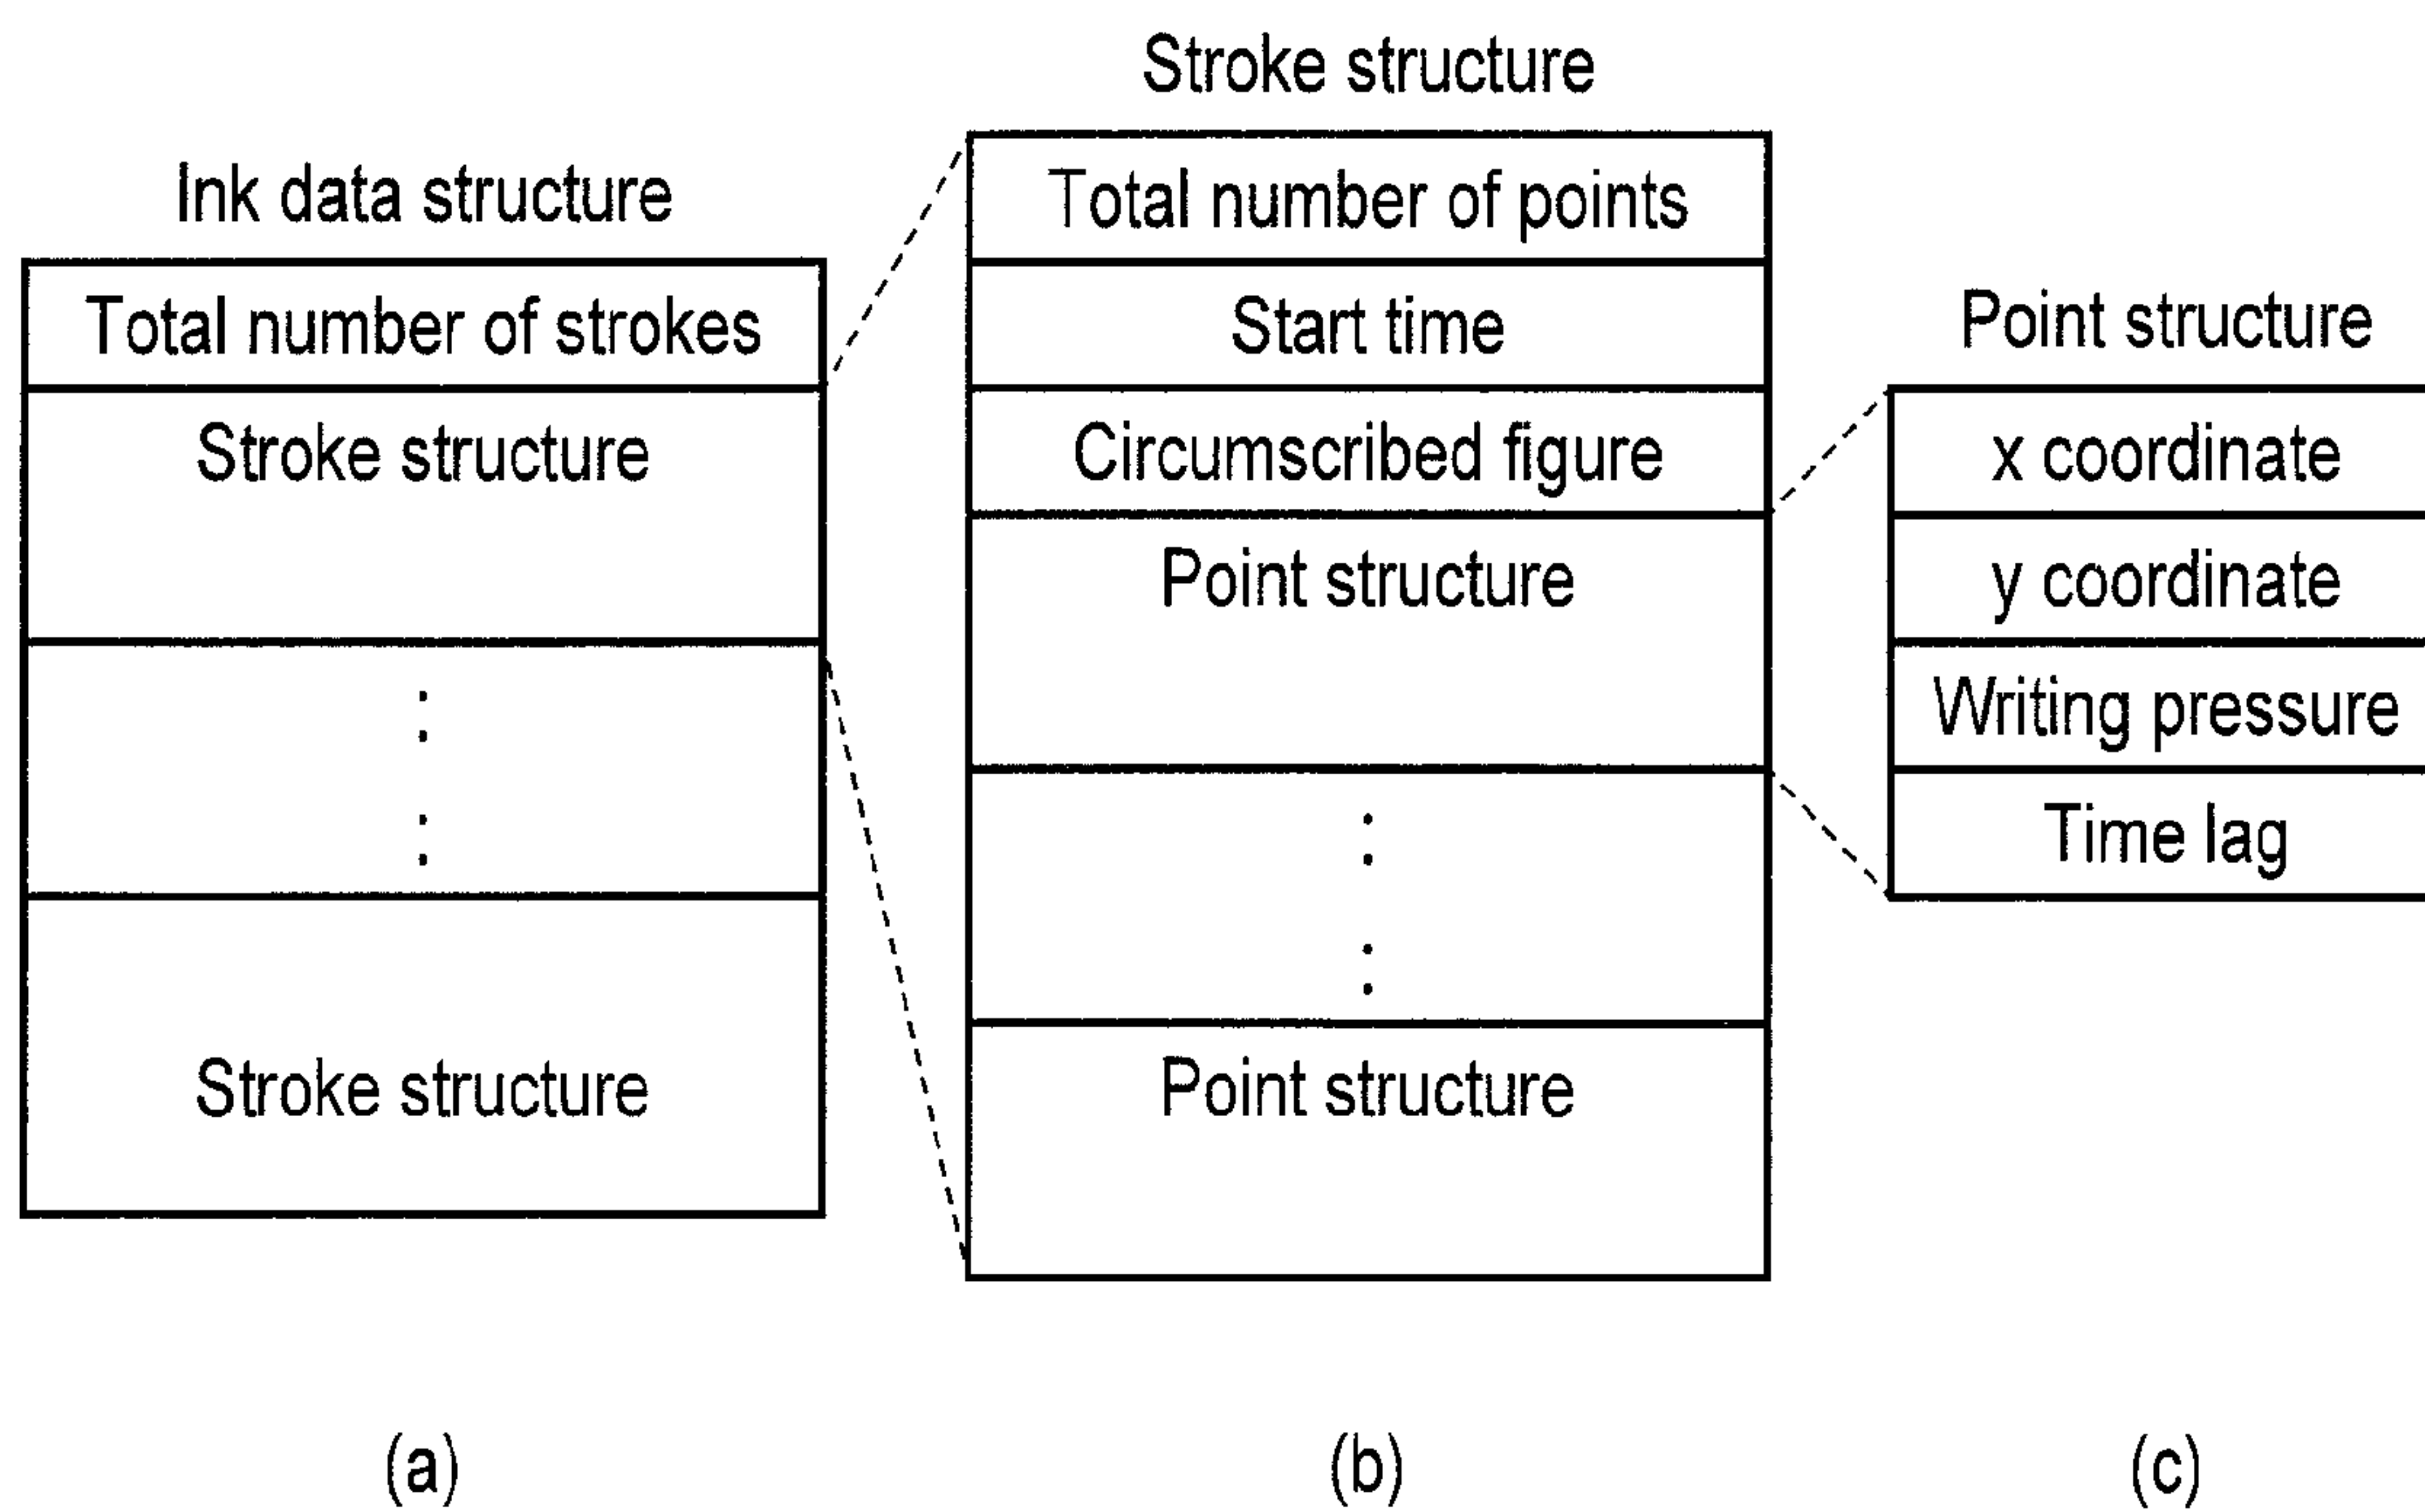 Ink data structure
Total number of strokes
Stroke structure
Stroke structure
(a)
Stroke structure
Total number of points
Start time
Circumscribed figure
Point structure
Point structure
(b)
Point structure
x coordinate
y coordinate
Writing pressure
Time lag
(c)